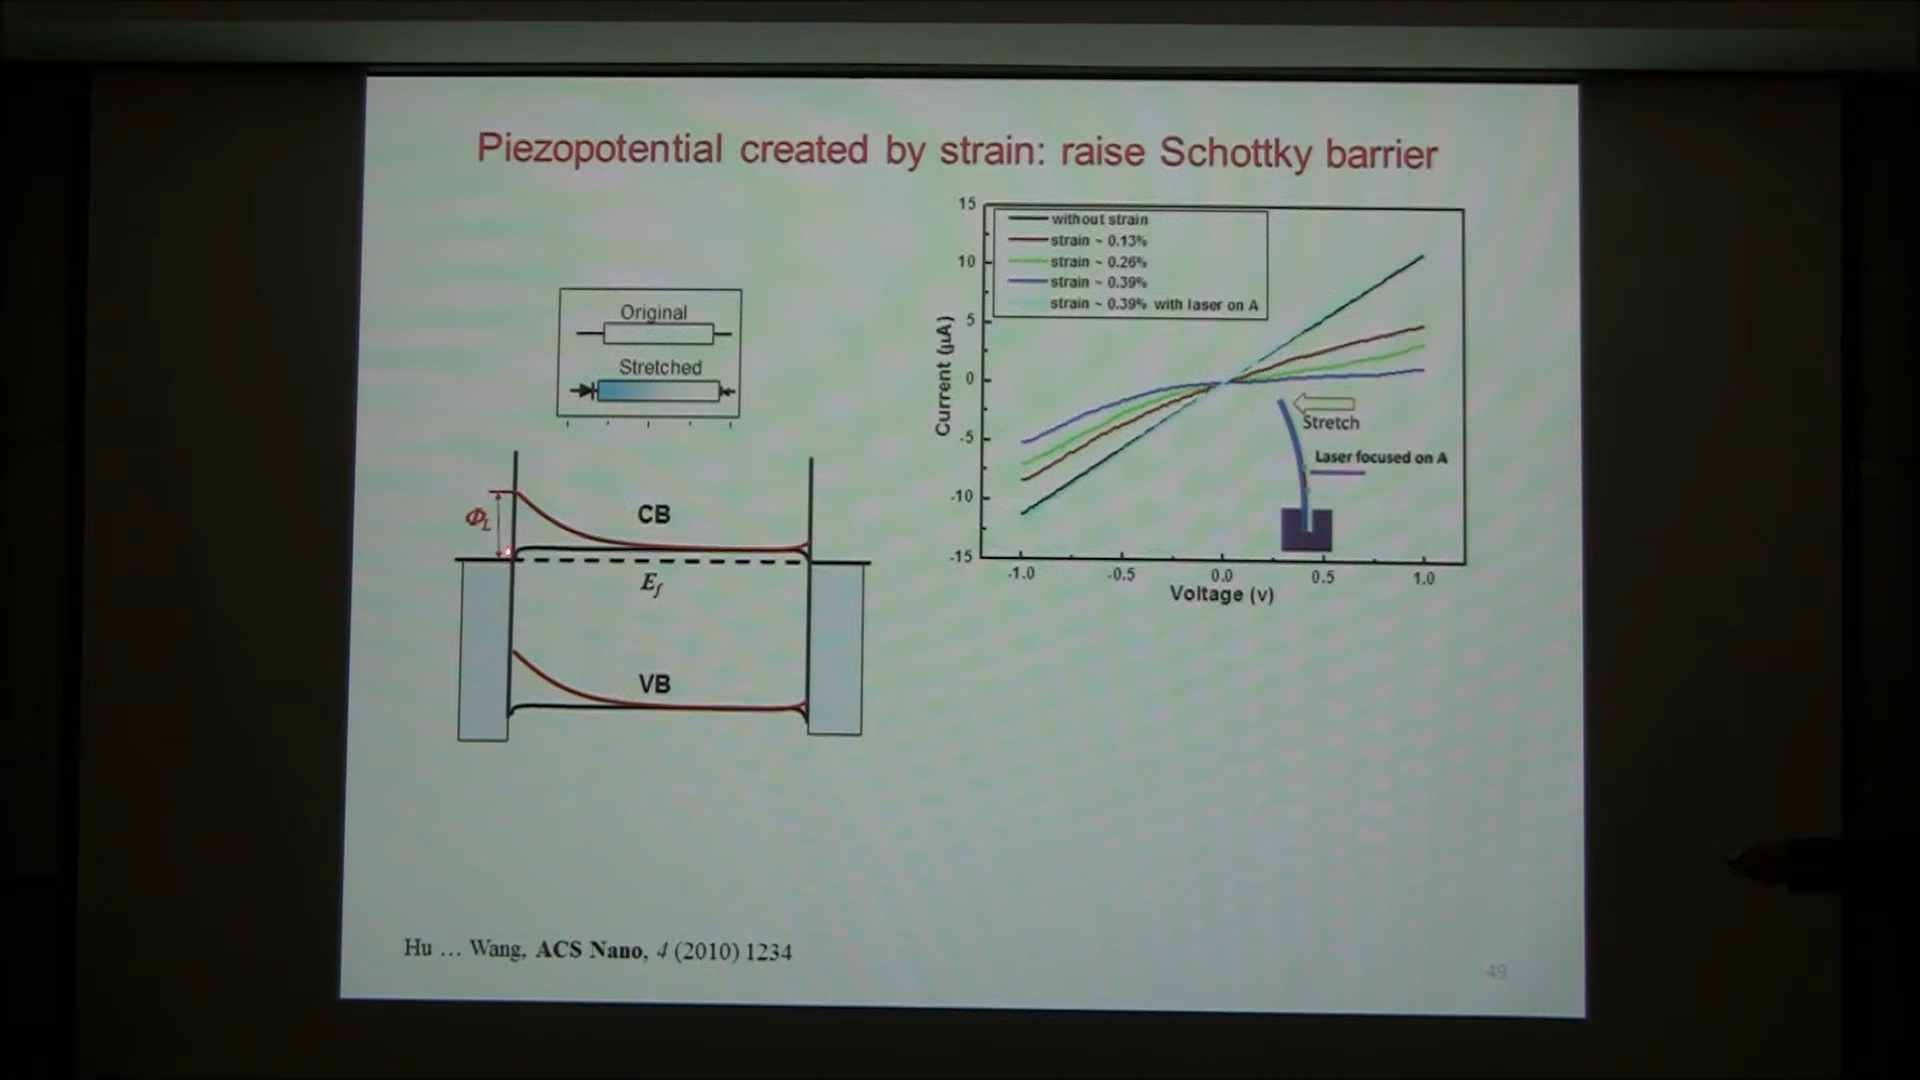 Piezopotential created by strain: raise Schottky barrier
Original
Stretched
Φ_L
CB
E_f
VB
15
10
5
0
-5
-10
-15
Current (μA)
without strain
strain ~ 0.13%
strain ~ 0.26%
strain ~ 0.39%
strain ~ 0.39% with laser on A
Stretch
Laser focused on A
-1.0 -0.5 0.0 0.5 1.0
Voltage (v)
Hu ... Wang, ACS Nano, 4 (2010) 1234
49